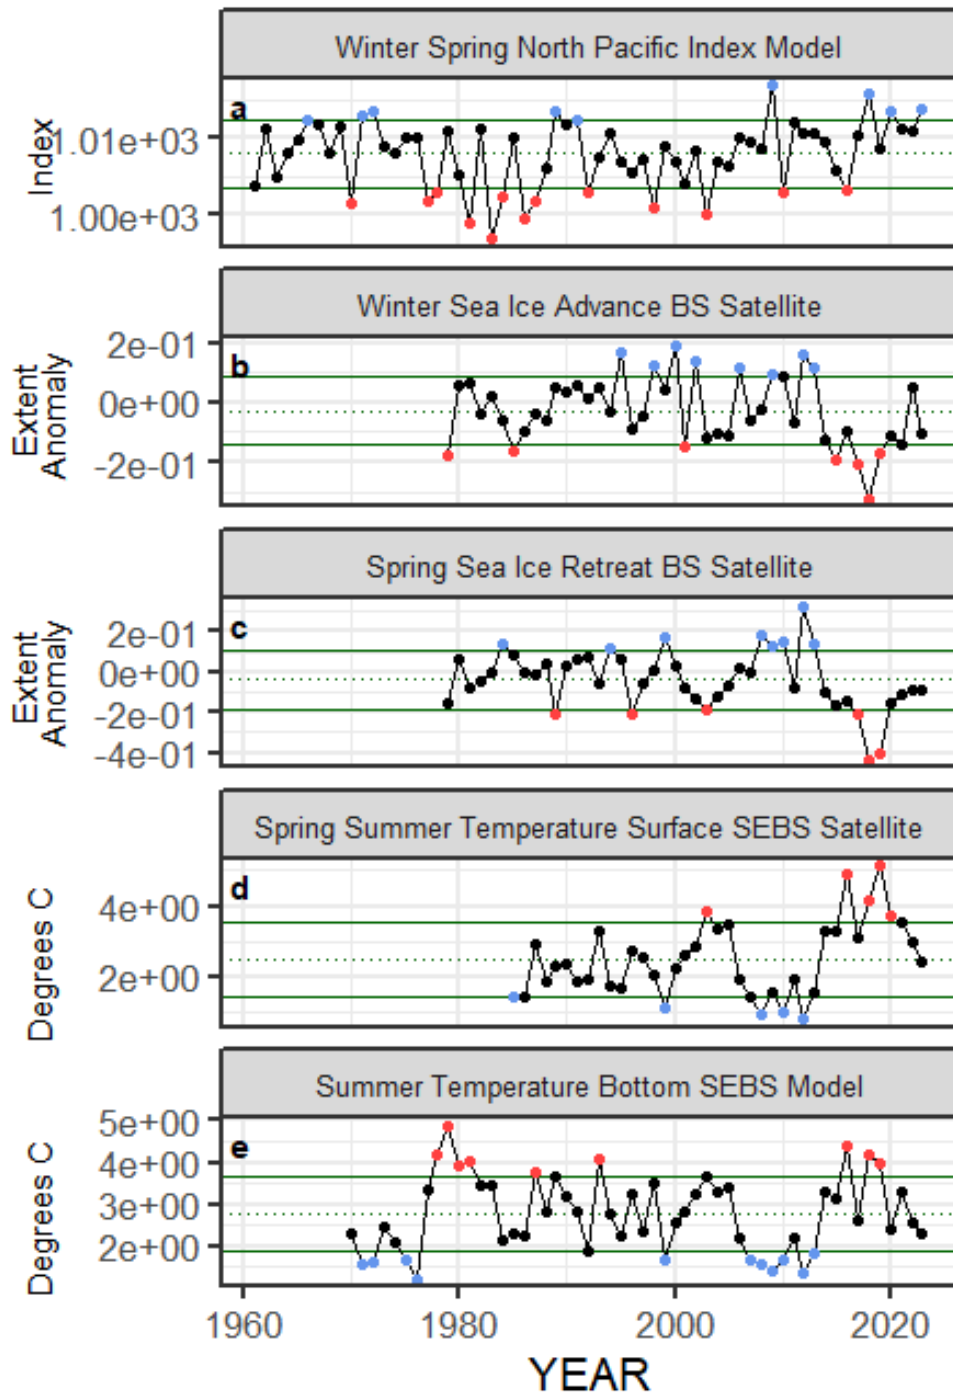 Winter Spring North Pacific Index Model
a
Index
1.01e+03
1.00e+03
Winter Sea Ice Advance BS Satellite
b
Extent
Anomaly
2e-01
0e+00
-2e-01
Spring Sea Ice Retreat BS Satellite
c
Extent
Anomaly
2e-01
0e+00
-2e-01
-4e-01
Spring Summer Temperature Surface SEBS Satellite
d
Degrees C
4e+00
2e+00
Summer Temperature Bottom SEBS Model
e
Degrees C
5e+00
4e+00
3e+00
2e+00
1960 1980 2000 2020
YEAR